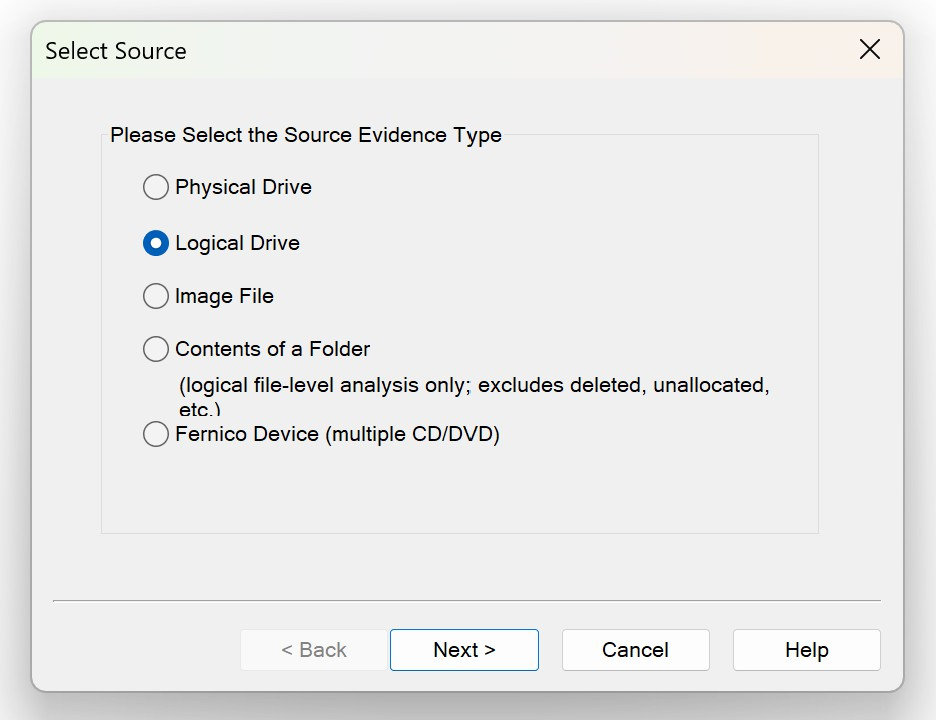 Select Source
Please Select the Source Evidence Type
Physical Drive
Logical Drive
Image File
Contents of a Folder
(logical file-level analysis only; excludes deleted, unallocated,
etc.)
Fernico Device (multiple CD/DVD)
< Back
Next >
Cancel
Help